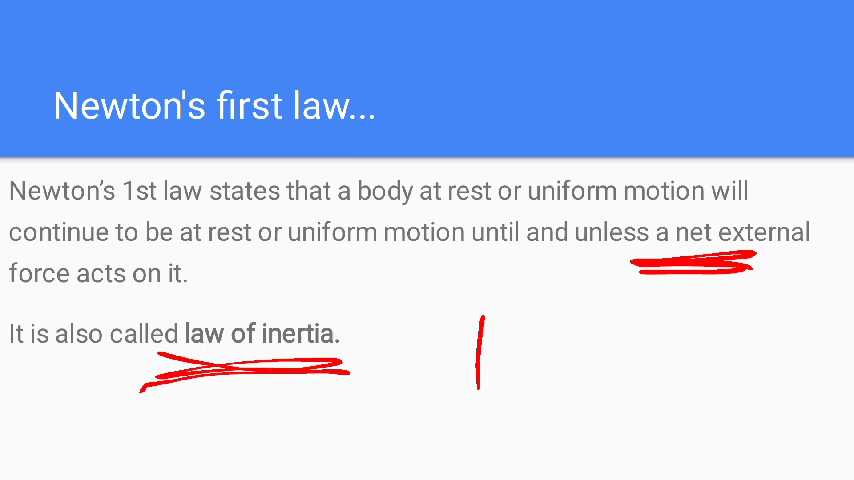 Newton's first law...
Newton’s 1st law states that a body at rest or uniform motion will
continue to be at rest or uniform motion until and unless a net external
force acts on it.
It is also called law of inertia.